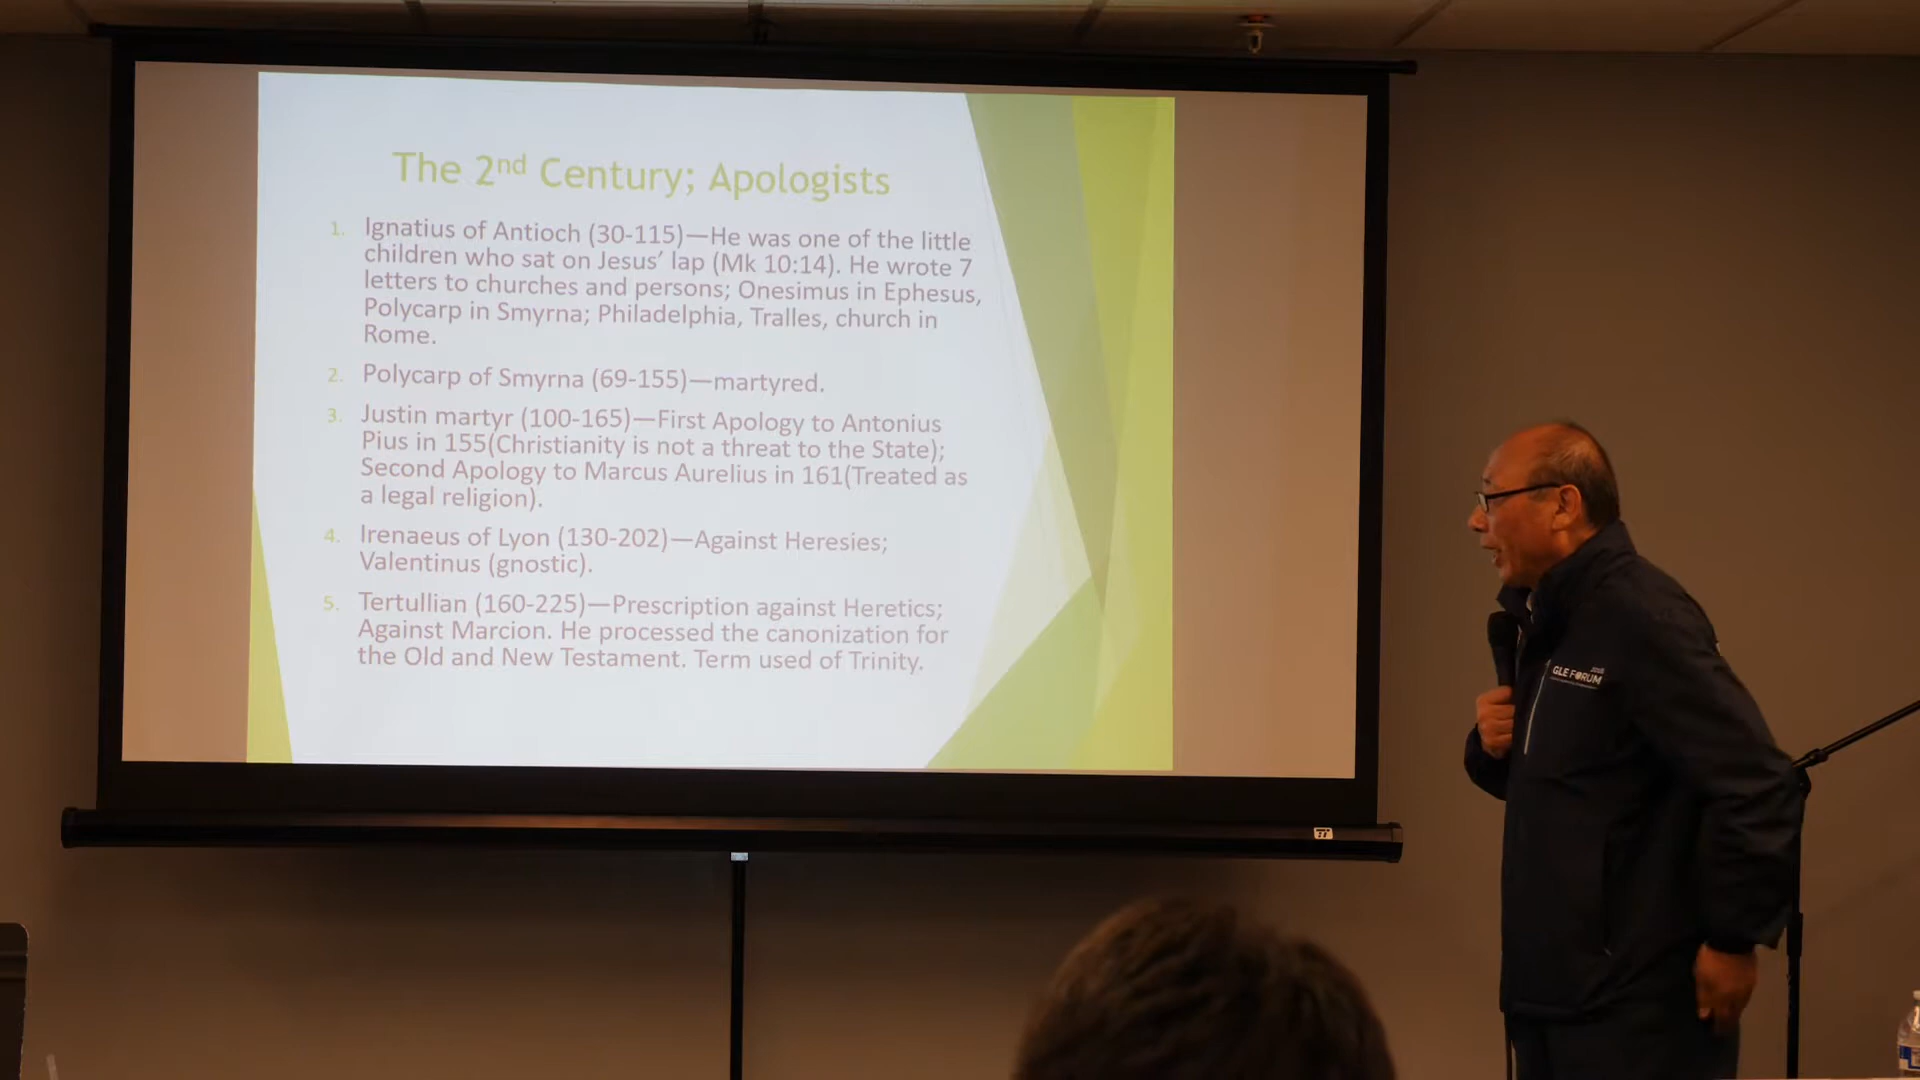 The 2nd Century; Apologists
1. Ignatius of Antioch (30-115)—He was one of the little
children who sat on Jesus' lap (Mk 10:14). He wrote 7
letters to churches and persons; Onesimus in Ephesus,
Polycarp in Smyrna; Philadelphia, Tralles, church in
Rome.
2. Polycarp of Smyrna (69-155)—martyred.
3. Justin martyr (100-165)—First Apology to Antonius
Pius in 155(Christianity is not a threat to the State);
Second Apology to Marcus Aurelius in 161(Treated as
a legal religion).
4. Irenaeus of Lyon (130-202)—Against Heresies;
Valentinus (gnostic).
5. Tertullian (160-225)—Prescription against Heretics;
Against Marcion. He processed the canonization for
the Old and New Testament. Term used of Trinity.
GLE FORUM